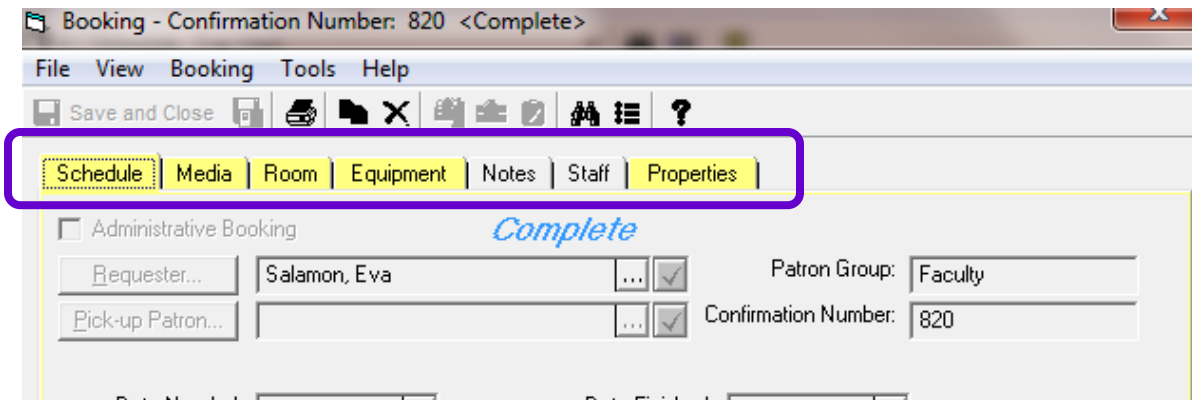 Booking - Confirmation Number: 820 <Complete>
File View Booking Tools Help
Save and Close ?
Schedule Media Room Equipment Notes Staff Properties
Administrative Booking Complete
Requester... Salamon, Eva ... Patron Group: Faculty
Pick-up Patron... ... Confirmation Number: 820